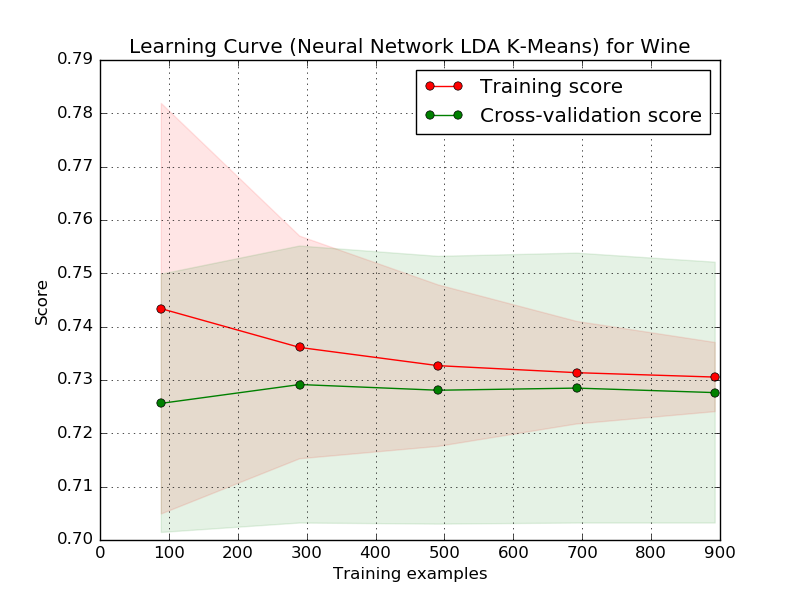 Learning Curve (Neural Network LDA K-Means) for Wine
Training score
Cross-validation score
Score
0.79
0.78
0.77
0.76
0.75
0.74
0.73
0.72
0.71
0.70
0 100 200 300 400 500 600 700 800 900
Training examples